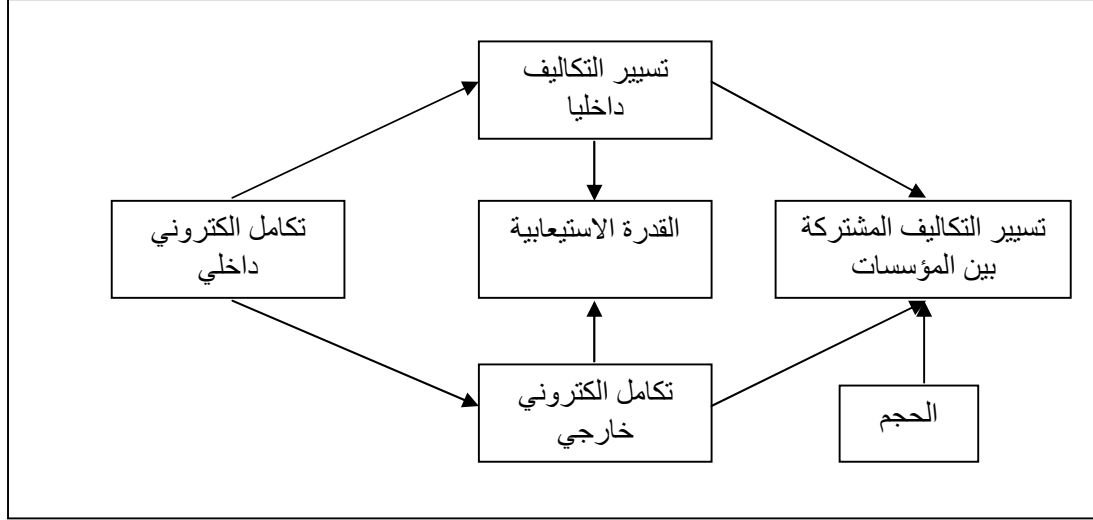 تسيير التكاليف
داخليا
تكامل الكتروني
داخلي
القدرة الاستيعابية
تسيير التكاليف المشتركة
بين المؤسسات
تكامل الكتروني
خارجي
الحجم